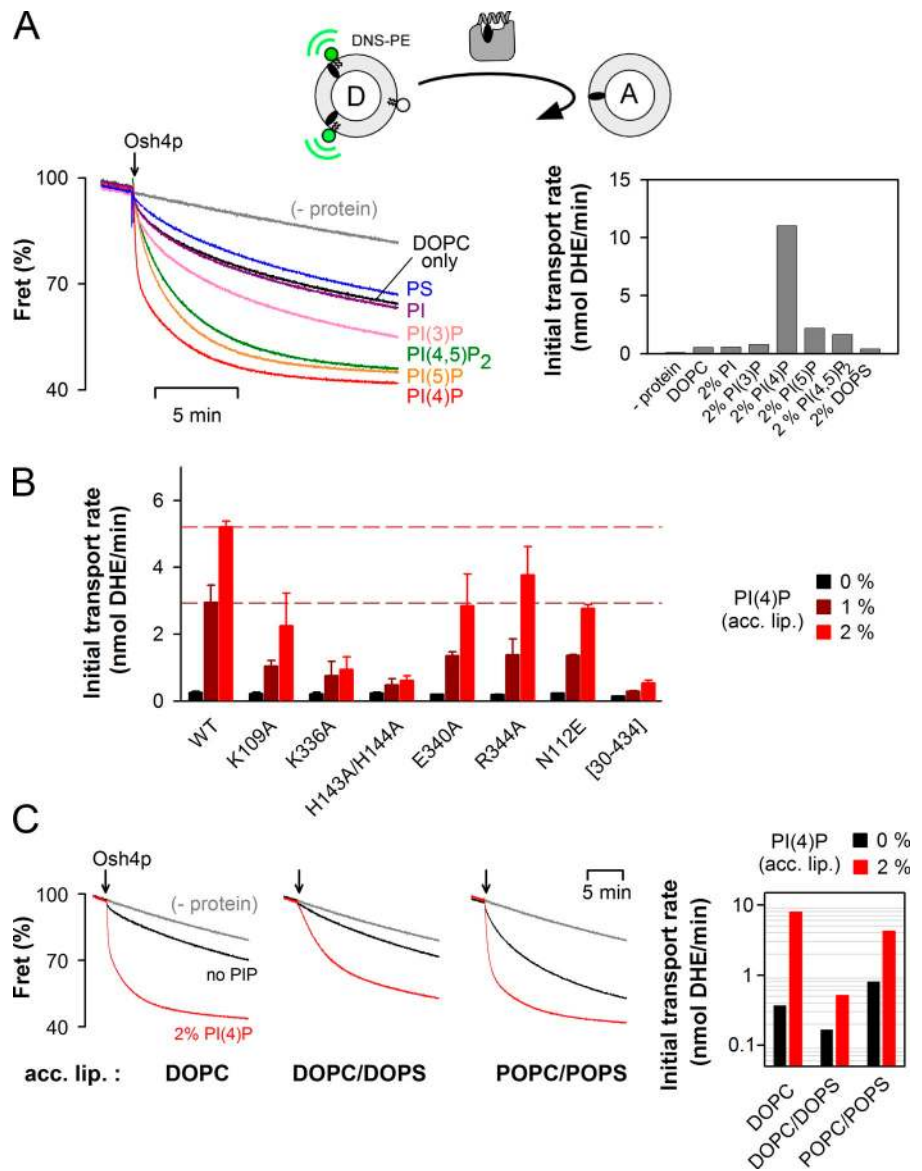 A
DNS-PE
D
A
Osh4p
100
70
40
Fret (%)
(- protein)
DOPC
only
PS
PI
PI(3)P
PI(4,5)P2
PI(5)P
PI(4)P
5 min
Initial transport rate
(nmol DHE/min)
15
10
5
0
- protein
DOPC
2% PI
2% PI(3)P
2% PI(4)P
2% PI(5)P
2 % PI(4,5)P2
2% DOPS
B
Initial transport rate
(nmol DHE/min)
6
4
2
0
WT
K109A
K336A
H143A/H144A
E340A
R344A
N112E
[30-434]
PI(4)P
(acc. lip.)
0 %
1 %
2 %
C
Osh4p
100
70
40
Fret (%)
(- protein)
no PIP
2% PI(4)P
5 min
acc. lip. :
DOPC
DOPC/DOPS
POPC/POPS
PI(4)P
(acc. lip.)
0 %
2 %
Initial transport rate
(nmol DHE/min)
10
1
0.1
DOPC
DOPC/DOPS
POPC/POPS